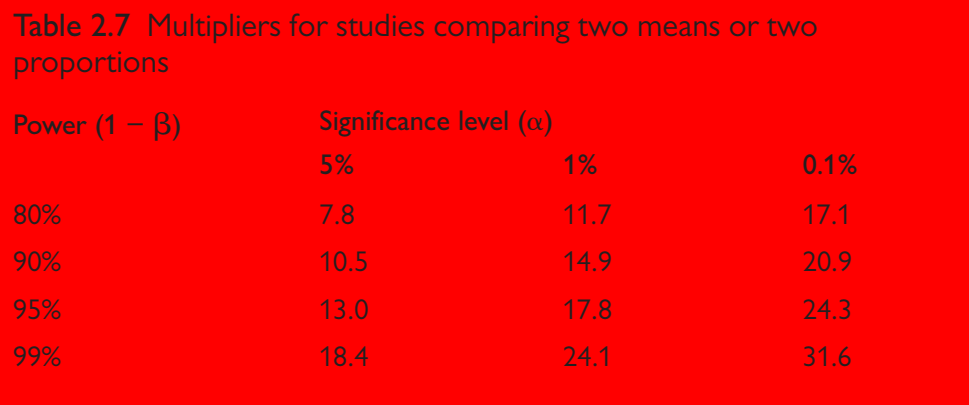 Table 2.7 Multipliers for studies comparing two means or two
proportions
Power (1 − β) Significance level (α)
5% 1% 0.1%
80% 7.8 11.7 17.1
90% 10.5 14.9 20.9
95% 13.0 17.8 24.3
99% 18.4 24.1 31.6